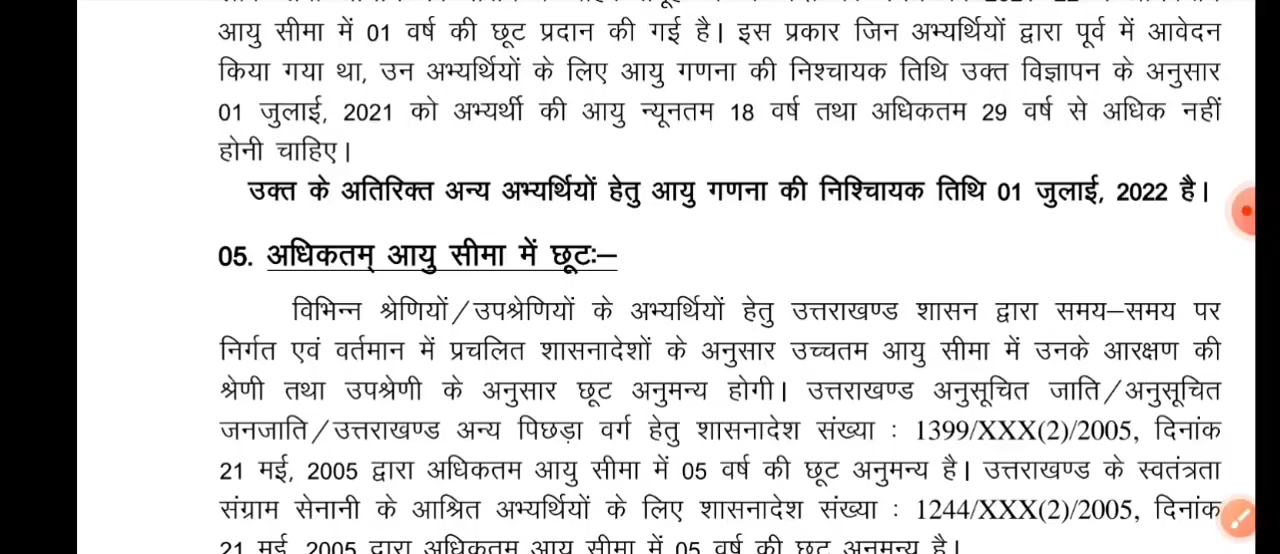 आयु सीमा में 01 वर्ष की छूट प्रदान की गई है। इस प्रकार जिन अभ्यर्थियों द्वारा पूर्व में आवेदन
किया गया था, उन अभ्यर्थियों के लिए आयु गणना की निश्चायक तिथि उक्त विज्ञापन के अनुसार
01 जुलाई, 2021 को अभ्यर्थी की आयु न्यूनतम 18 वर्ष तथा अधिकतम 29 वर्ष से अधिक नहीं
होनी चाहिए।
उक्त के अतिरिक्त अन्य अभ्यर्थियों हेतु आयु गणना की निश्चिायक तिथि 01 जुलाई, 2022 है।
05. अधिकतम् आयु सीमा में छूटः–
विभिन्न श्रेणियों/उपश्रेणियों के अभ्यर्थियों हेतु उत्तराखण्ड शासन द्वारा समय–समय पर
निर्गत एवं वर्तमान में प्रचलित शासनादेशों के अनुसार उच्चतम आयु सीमा में उनके आरक्षण की
श्रेणी तथा उपश्रेणी के अनुसार छूट अनुमन्य होगी। उत्तराखण्ड अनुसूचित जाति/अनुसूचित
जनजाति/उत्तराखण्ड अन्य पिछड़ा वर्ग हेतु शासनादेश संख्या : 1399/XXX(2)/2005, दिनांक
21 मई, 2005 द्वारा अधिकतम आयु सीमा में 05 वर्ष की छूट अनुमन्य है। उत्तराखण्ड के स्वतंत्रता
संग्राम सेनानी के आश्रित अभ्यर्थियों के लिए शासनादेश संख्या : 1244/XXX(2)/2005, दिनांक
21 मई, 2005 द्वारा अधिकतम आयु सीमा में 05 वर्ष की छूट अनुमन्य है।